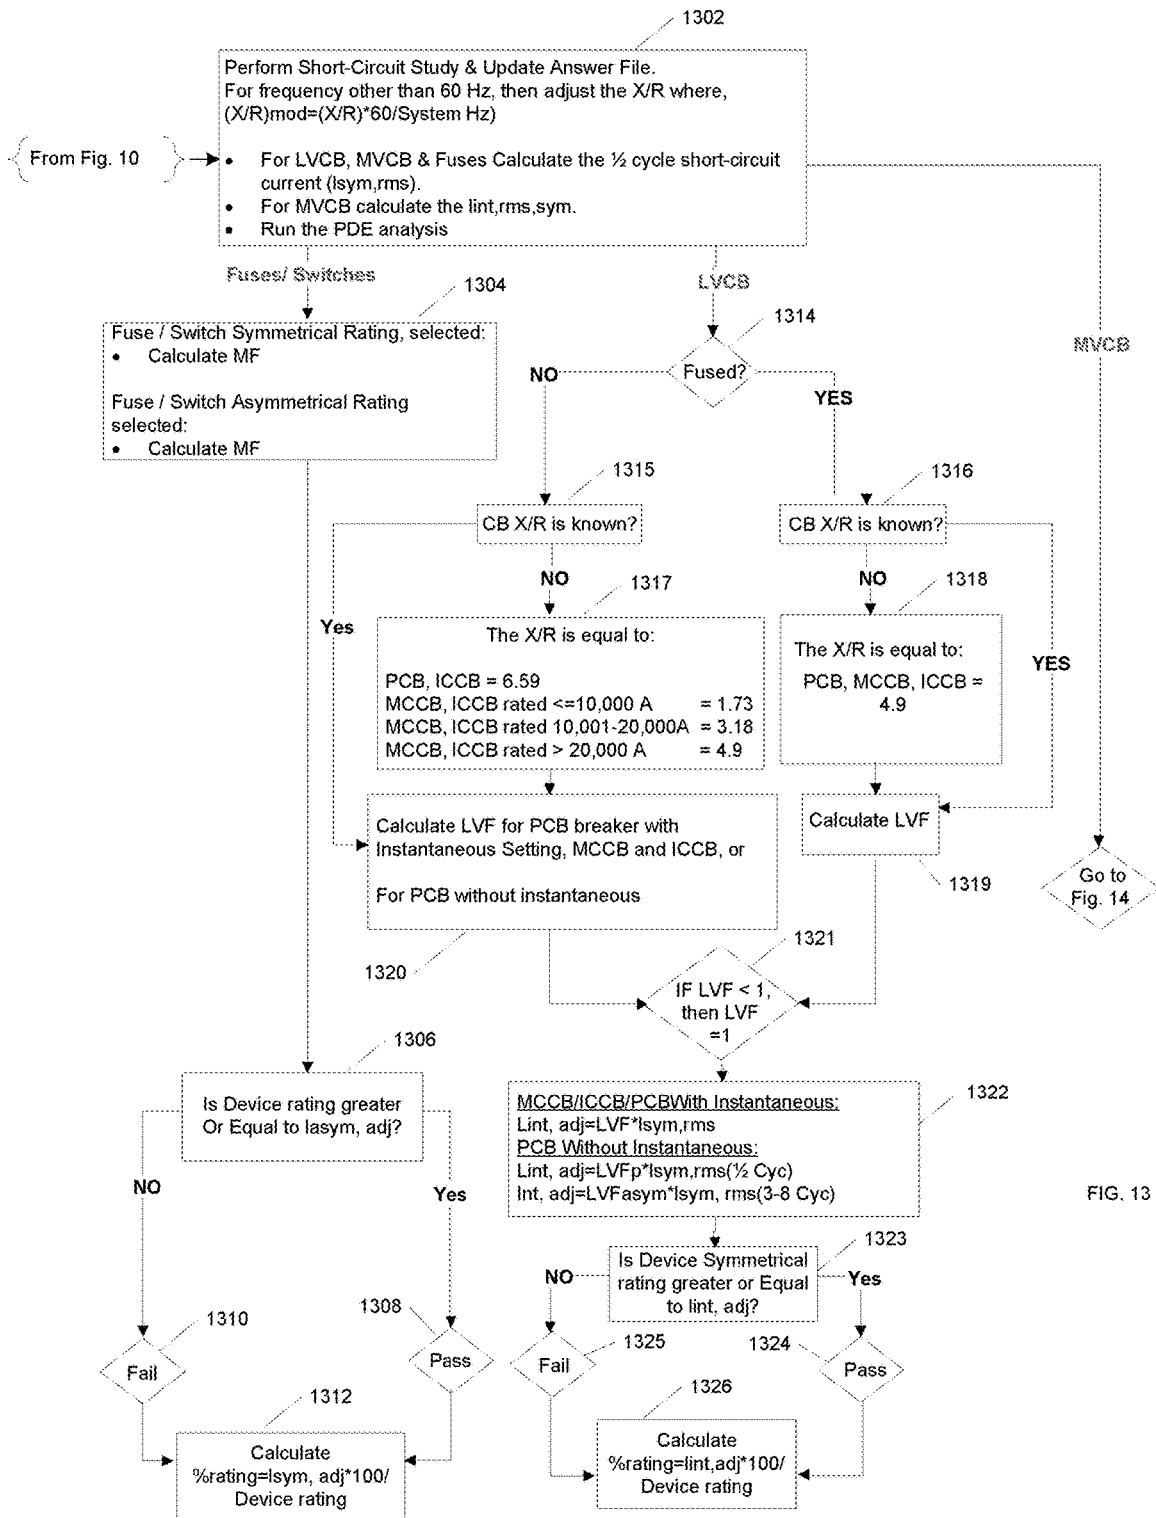 1302
Perform Short-Circuit Study & Update Answer File.
For frequency other than 60 Hz, then adjust the X/R where,
(X/R)mod=(X/R)*60/System Hz)
From Fig. 10
• For LVCB, MVCB & Fuses Calculate the ½ cycle short-circuit
current (Isym,rms).
• For MVCB calculate the Iint,rms,sym.
• Run the PDE analysis
Fuses/ Switches
LVCB
MVCB
1304
Fuse / Switch Symmetrical Rating, selected:
• Calculate MF
Fuse / Switch Asymmetrical Rating
selected:
• Calculate MF
1314
Fused?
NO
YES
1315
CB X/R is known?
1316
CB X/R is known?
NO
1317
NO
1318
Yes
YES
The X/R is equal to:
PCB, ICCB = 6.59
MCCB, ICCB rated <=10,000 A = 1.73
MCCB, ICCB rated 10,001-20,000A = 3.18
MCCB, ICCB rated > 20,000 A = 4.9
The X/R is equal to:
PCB, MCCB, ICCB =
4.9
Calculate LVF for PCB breaker with
Instantaneous Setting, MCCB and ICCB, or
For PCB without instantaneous
1320
Calculate LVF
1319
Go to
Fig. 14
1321
IF LVF < 1,
then LVF
=1
1306
Is Device rating greater
Or Equal to Iasym, adj?
NO
Yes
1322
MCCB/ICCB/PCBWith Instantaneous:
Lint, adj=LVF*Isym,rms
PCB Without Instantaneous:
Lint, adj=LVFp*Isym,rms(½ Cyc)
Int, adj=LVFasym*Isym, rms(3-8 Cyc)
FIG. 13
1323
Is Device Symmetrical
rating greater or Equal
to Iint, adj?
NO
Yes
1310
Fail
1308
Pass
1325
Fail
1324
Pass
1312
Calculate
%rating=Isym, adj*100/
Device rating
1326
Calculate
%rating=Iint,adj*100/
Device rating